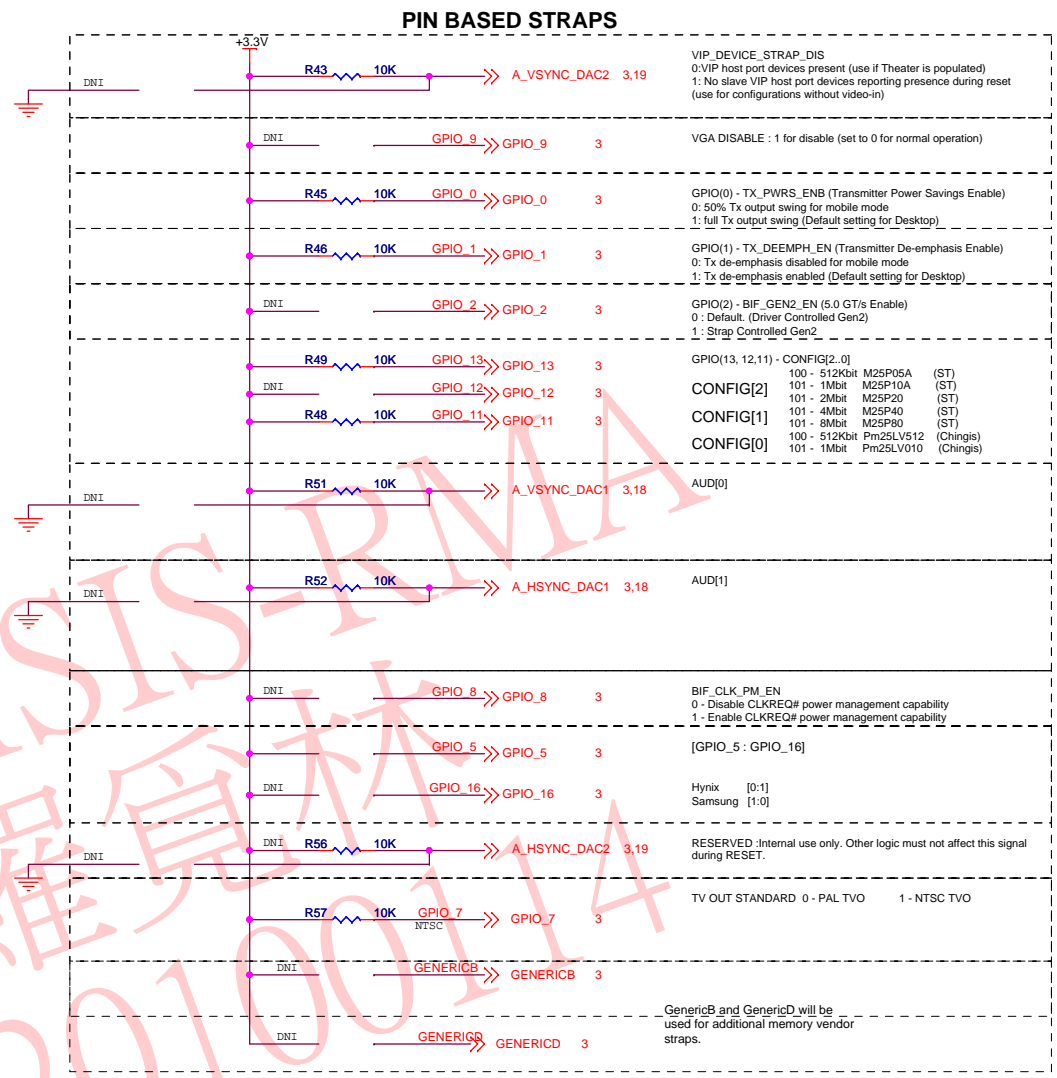 PIN BASED STRAPS
+3.3V
R43 10K A_VSYNC_DAC2 3,19
DNI
VIP_DEVICE_STRAP_DIS
0:VIP host port devices present (use if Theater is populated)
1: No slave VIP host port devices reporting presence during reset
(use for configurations without video-in)
DNI GPIO_9 GPIO_9 3
VGA DISABLE : 1 for disable (set to 0 for normal operation)
R45 10K GPIO_0 GPIO_0 3
GPIO(0) - TX_PWRS_ENB (Transmitter Power Savings Enable)
0: 50% Tx output swing for mobile mode
1: full Tx output swing (Default setting for Desktop)
R46 10K GPIO_1 GPIO_1 3
GPIO(1) - TX_DEEMPH_EN (Transmitter De-emphasis Enable)
0: Tx de-emphasis disabled for mobile mode
1: Tx de-emphasis enabled (Default setting for Desktop)
DNI GPIO_2 GPIO_2 3
GPIO(2) - BIF_GEN2_EN (5.0 GT/s Enable)
0 : Default. (Driver Controlled Gen2)
1 : Strap Controlled Gen2
R49 10K GPIO_13 GPIO_13 3
DNI GPIO_12 GPIO_12 3
R48 10K GPIO_11 GPIO_11 3
GPIO(13, 12,11) - CONFIG[2..0]
CONFIG[2]
CONFIG[1]
CONFIG[0]
100 - 512Kbit M25P05A (ST)
101 - 1Mbit M25P10A (ST)
101 - 2Mbit M25P20 (ST)
101 - 4Mbit M25P40 (ST)
101 - 8Mbit M25P80 (ST)
100 - 512Kbit Pm25LV512 (Chingis)
101 - 1Mbit Pm25LV010 (Chingis)
R51 10K A_VSYNC_DAC1 3,18
DNI
AUD[0]
R52 10K A_HSYNC_DAC1 3,18
DNI
AUD[1]
DNI GPIO_8 GPIO_8 3
BIF_CLK_PM_EN
0 - Disable CLKREQ# power management capability
1 - Enable CLKREQ# power management capability
GPIO_5 GPIO_5 3
DNI
[GPIO_5 : GPIO_16]
DNI GPIO_16 GPIO_16 3
Hynix [0:1]
Samsung [1:0]
DNI R56 10K A_HSYNC_DAC2 3,19
DNI
RESERVED :Internal use only. Other logic must not affect this signal
during RESET.
R57 10K GPIO_7 GPIO_7 3
NTSC
TV OUT STANDARD 0 - PAL TVO 1 - NTSC TVO
DNI GENERICB GENERICB 3
DNI GENERICD GENERICD 3
GenericB and GenericD will be
used for additional memory vendor
straps.
SIS-RMA
覓林
20100114